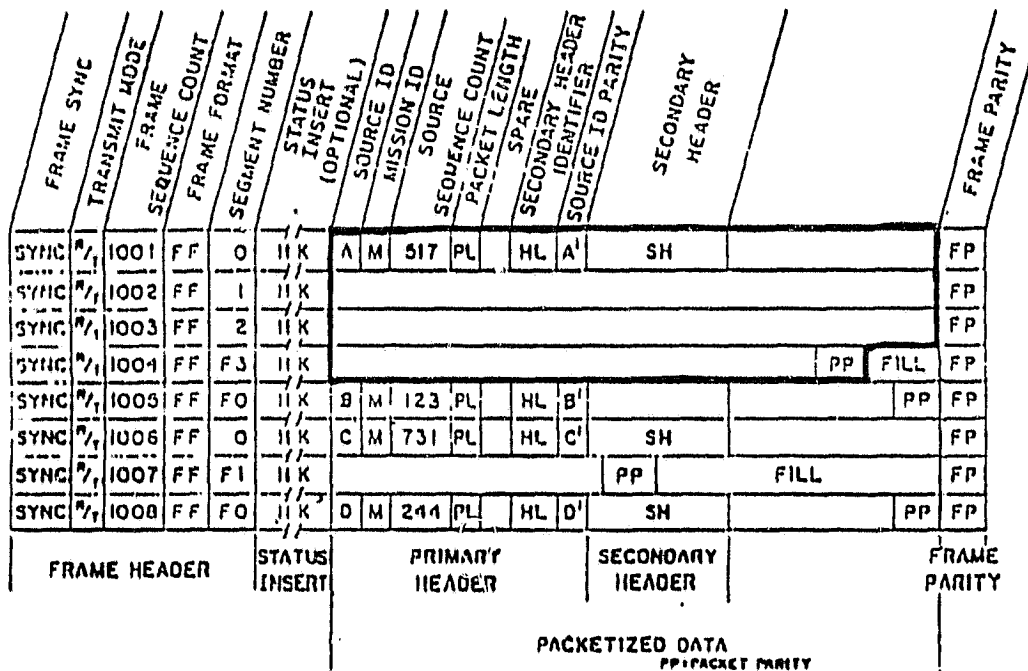 FRAME SYNC
TRANSMIT MODE
FRAME
SEQUENCE COUNT
FRAME FORMAT
SEGMENT NUMBER
STATUS
INSERT
(OPTIONAL)
SOURCE ID
MISSION ID
SOURCE
SEQUENCE COUNT
PACKET LENGTH
SPARE
SECONDARY HEADER
IDENTIFIER
SOURCE ID PARITY
SECONDARY
HEADER
FRAME PARITY
SYNC R/T 1001 FF 0 K A M 517 PL HL A' SH FP
SYNC R/T 1002 FF 1 K FP
SYNC R/T 1003 FF 2 K FP
SYNC R/T 1004 FF F3 K PP FILL FP
SYNC R/T 1005 FF F0 K B M 123 PL HL B' PP FP
SYNC R/T 1006 FF 0 K C M 731 PL HL C' SH FP
SYNC R/T 1007 FF F1 K PP FILL FP
SYNC R/T 1008 FF F0 K D M 244 PL HL D' SH PP FP
FRAME HEADER STATUS INSERT PRIMARY HEADER SECONDARY HEADER FRAME PARITY
PACKETIZED DATA
PP=PACKET PARITY